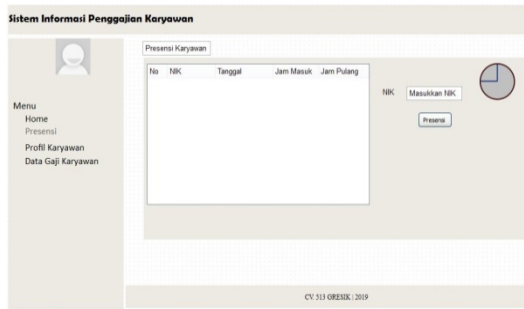 Sistem Informasi Penggajian Karyawan
Presensi Karyawan
No NIK Tanggal Jam Masuk Jam Pulang
NIK Masukkan NIK
Presensi
Menu
Home
Presensi
Profil Karyawan
Data Gaji Karyawan
CV. 513 GRESIK | 2019